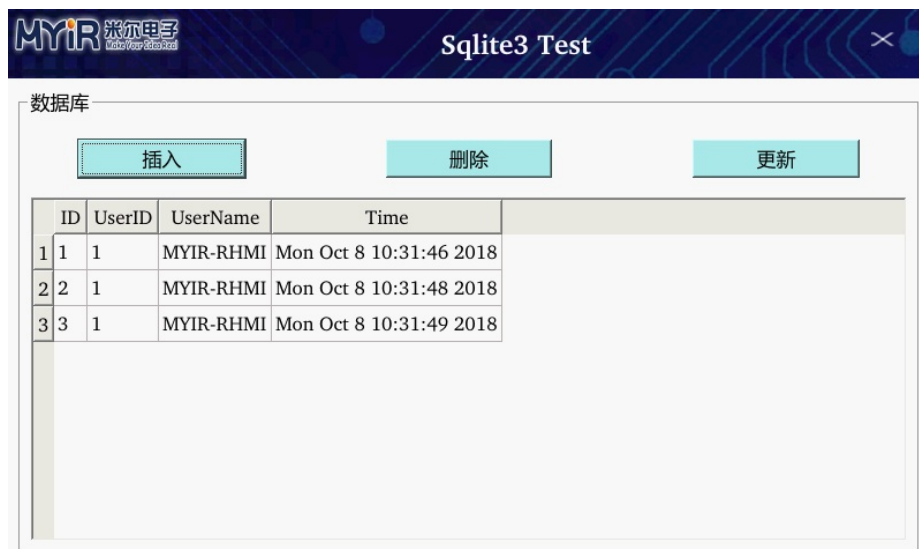 MYiR 米尔电子
Make Your Idea Real
Sqlite3 Test
数据库
插入 删除 更新
ID UserID UserName Time
1 1 1 MYIR-RHMI Mon Oct 8 10:31:46 2018
2 2 1 MYIR-RHMI Mon Oct 8 10:31:48 2018
3 3 1 MYIR-RHMI Mon Oct 8 10:31:49 2018